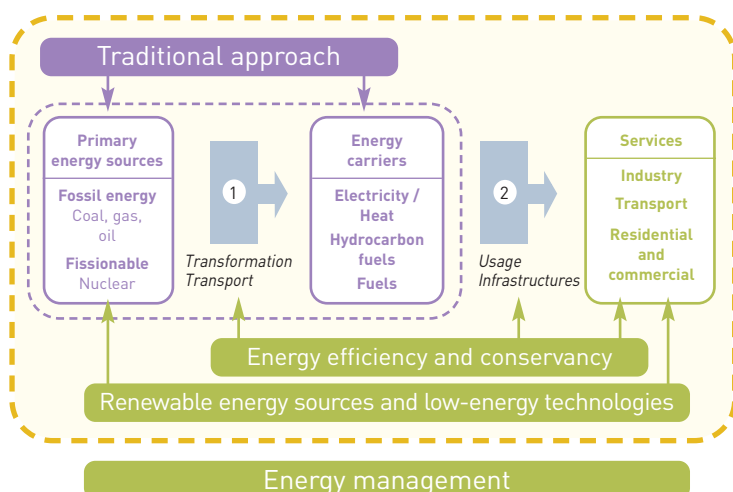 Traditional approach
Primary
energy sources
Fossil energy
Coal, gas,
oil
Fissionable
Nuclear
1
Transformation
Transport
Energy
carriers
Electricity /
Heat
Hydrocarbon
fuels
Fuels
2
Usage
Infrastructures
Services
Industry
Transport
Residential
and
commercial
Energy efficiency and conservancy
Renewable energy sources and low-energy technologies
Energy management